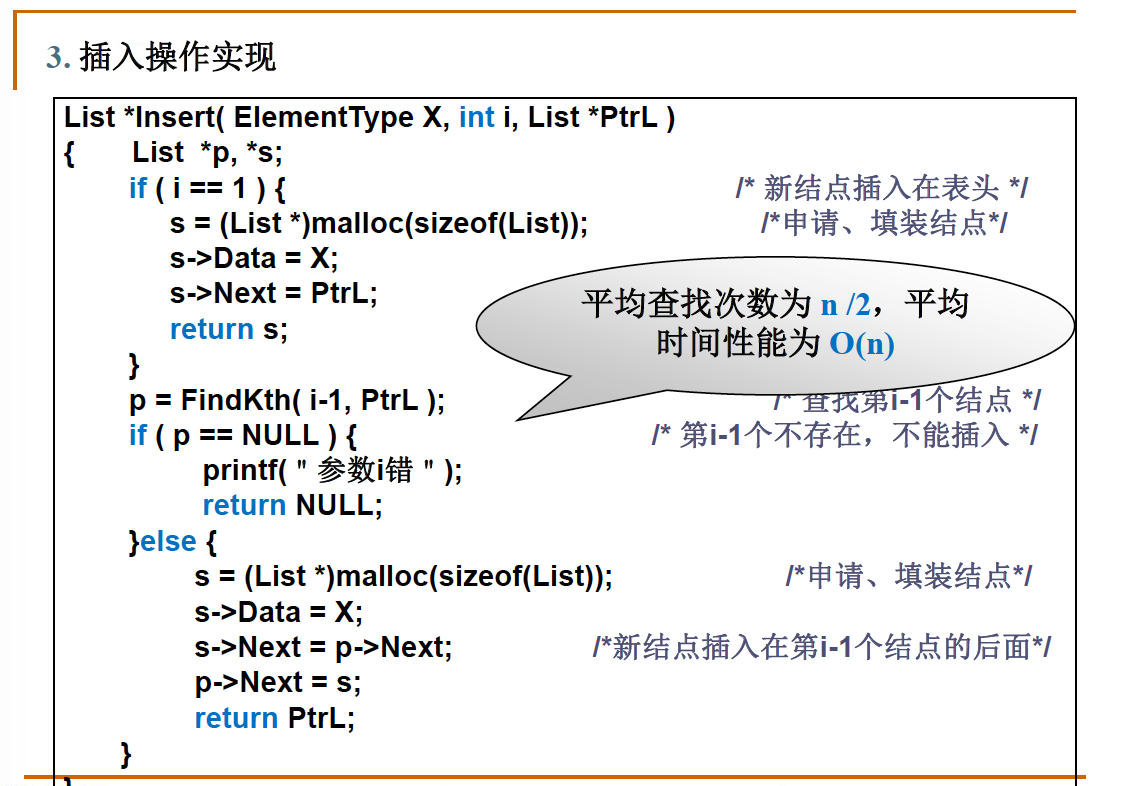 3. 插入操作实现
List *Insert( ElementType X, int i, List *PtrL )
{ List *p, *s;
if ( i == 1 ) { /* 新结点插入在表头 */
s = (List *)malloc(sizeof(List)); /*申请、填装结点*/
s->Data = X;
s->Next = PtrL;
return s;
}
平均查找次数为 n /2，平均
时间性能为 O(n)
p = FindKth( i-1, PtrL ); /* 查找第i-1个结点 */
if ( p == NULL ) { /* 第i-1个不存在，不能插入 */
printf( " 参数i错 " );
return NULL;
}else {
s = (List *)malloc(sizeof(List)); /*申请、填装结点*/
s->Data = X;
s->Next = p->Next; /*新结点插入在第i-1个结点的后面*/
p->Next = s;
return PtrL;
}
}